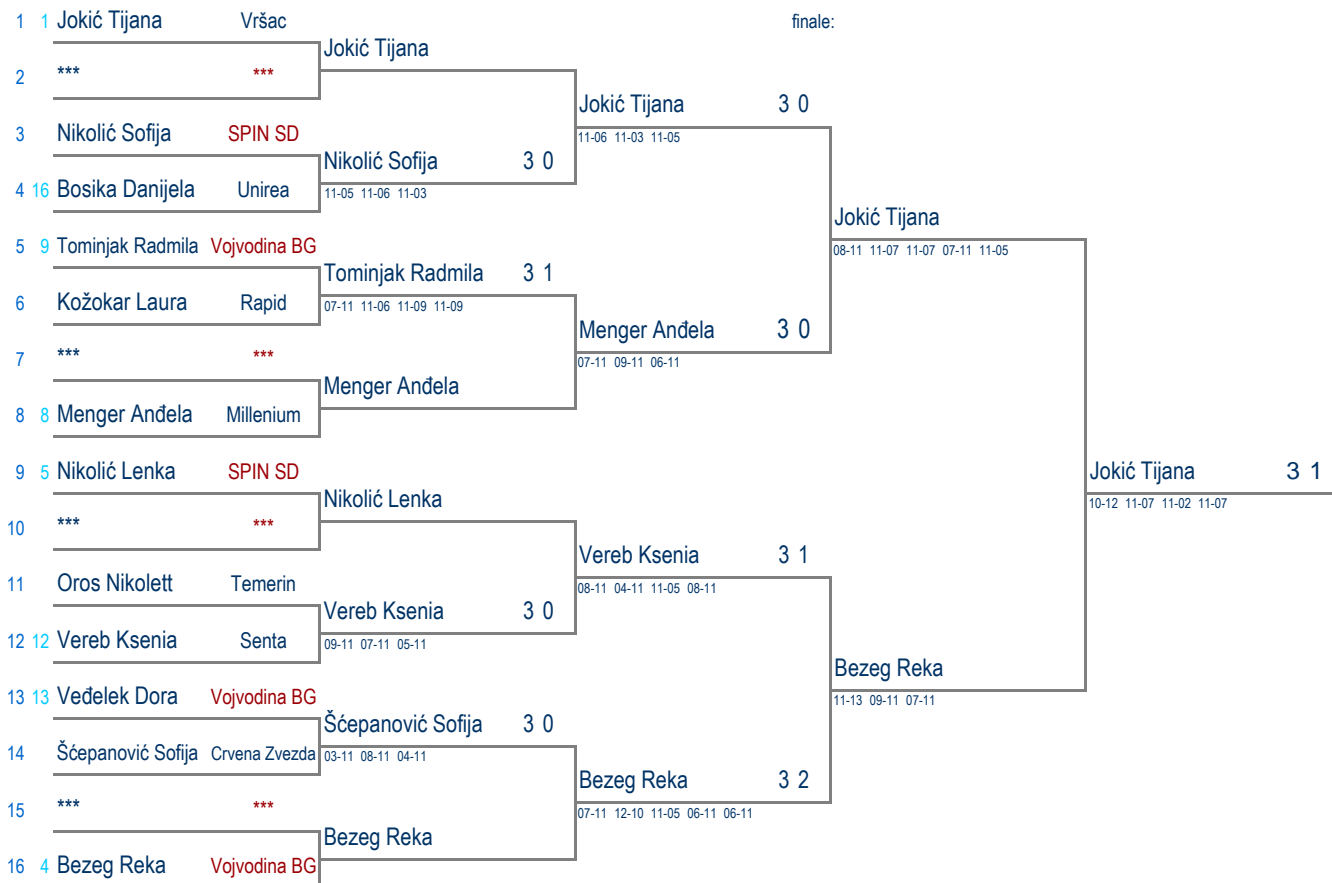 1 1 Jokić Tijana Vršac finale:
Jokić Tijana
2 *** ***
Jokić Tijana 3 0
3 Nikolić Sofija SPIN SD
11-06 11-03 11-05
Nikolić Sofija 3 0
4 16 Bosika Danijela Unirea
11-05 11-06 11-03
Jokić Tijana
5 9 Tominjak Radmila Vojvodina BG
08-11 11-07 11-07 07-11 11-05
Tominjak Radmila 3 1
6 Kožokar Laura Rapid
07-11 11-06 11-09 11-09
Menger Anđela 3 0
7 *** ***
07-11 09-11 06-11
Menger Anđela
8 8 Menger Anđela Millenium
9 5 Nikolić Lenka SPIN SD
Jokić Tijana 3 1
Nikolić Lenka
10-12 11-07 11-02 11-07
10 *** ***
Vereb Ksenia 3 1
11 Oros Nikolett Temerin
08-11 04-11 11-05 08-11
Vereb Ksenia 3 0
12 12 Vereb Ksenia Senta
09-11 07-11 05-11
Bezeg Reka
13 13 Veđelek Dora Vojvodina BG
11-13 09-11 07-11
Šćepanović Sofija 3 0
14 Šćepanović Sofija Crvena Zvezda
03-11 08-11 04-11
Bezeg Reka 3 2
15 *** ***
07-11 12-10 11-05 06-11 06-11
Bezeg Reka
16 4 Bezeg Reka Vojvodina BG